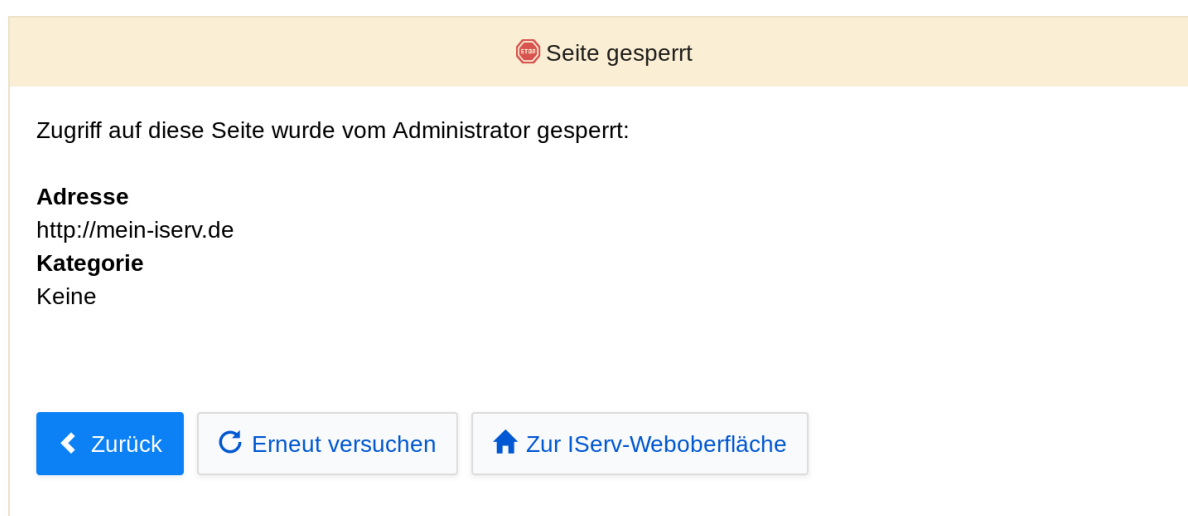 Seite gesperrt
Zugriff auf diese Seite wurde vom Administrator gesperrt:
Adresse
http://mein-iserv.de
Kategorie
Keine
Zurück
Erneut versuchen
Zur IServ-Weboberfläche